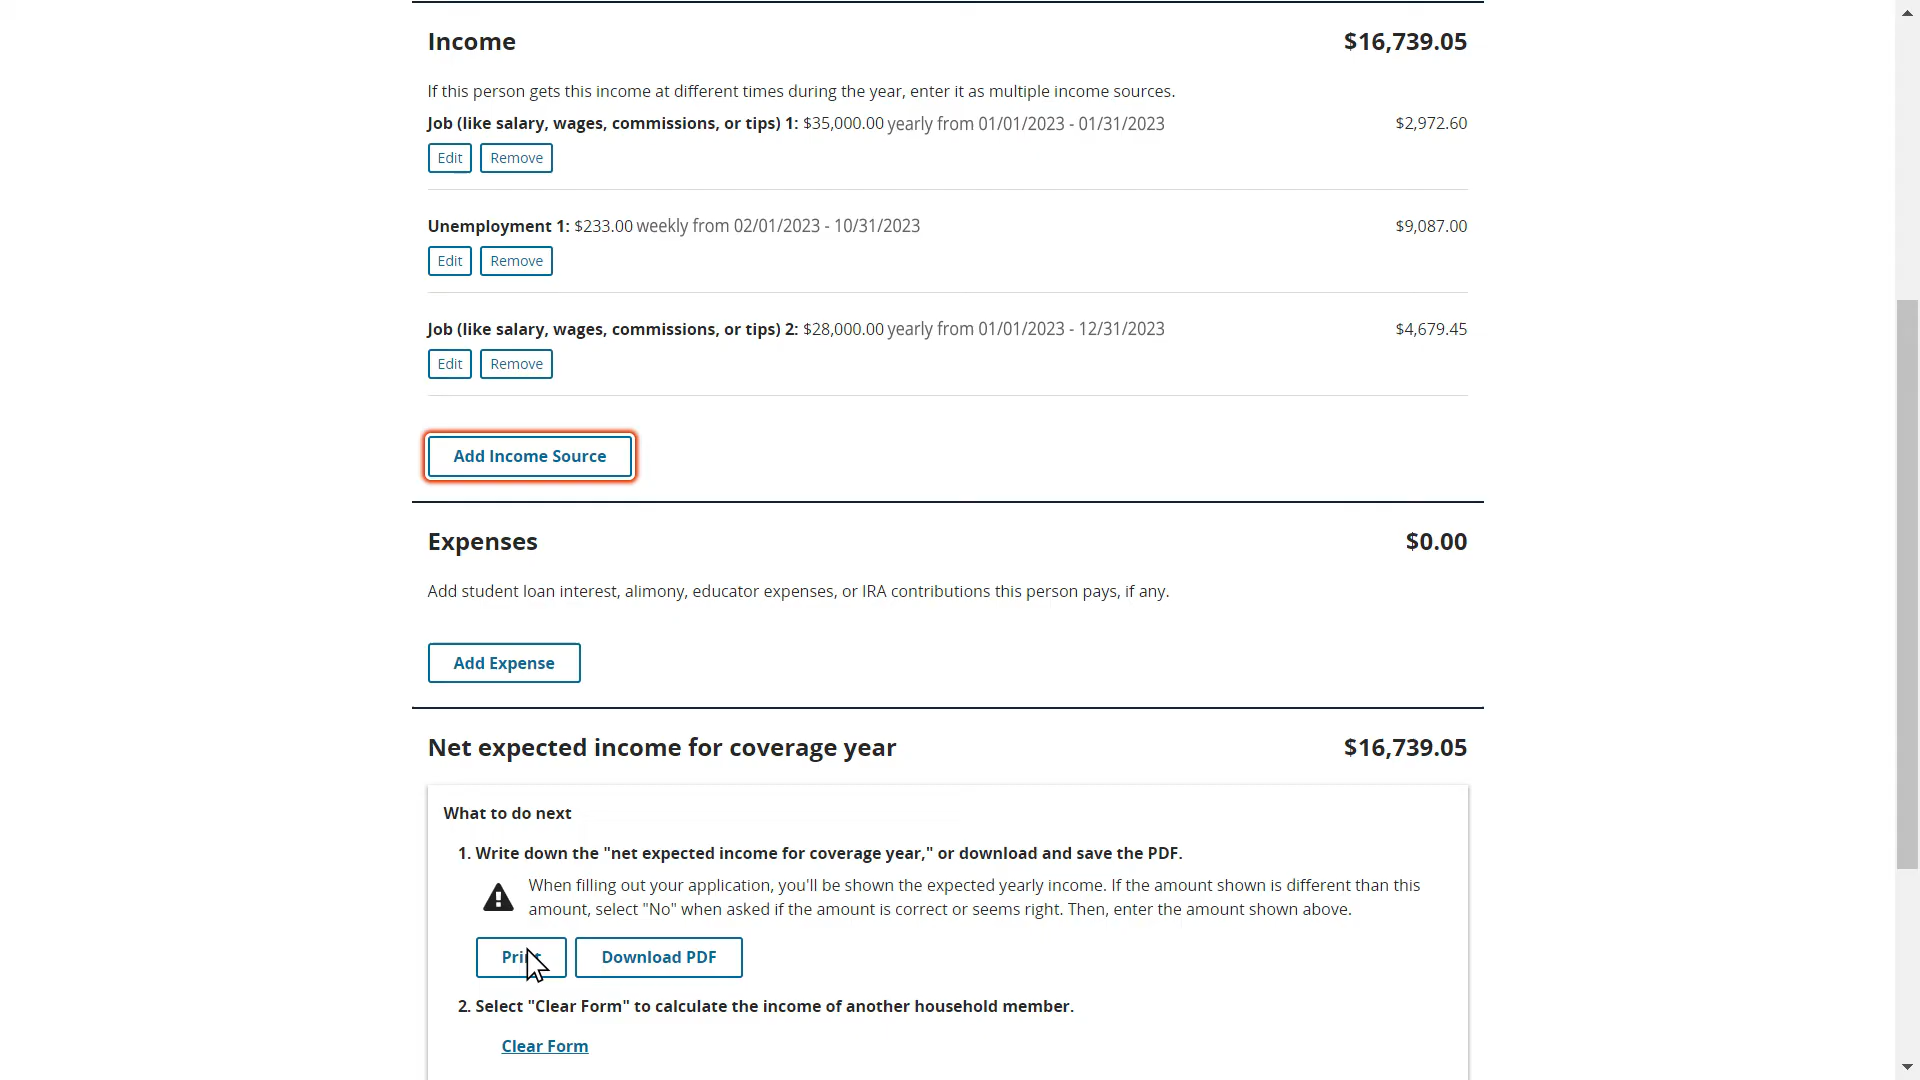 Income $16,739.05
If this person gets this income at different times during the year, enter it as multiple income sources.
Job (like salary, wages, commissions, or tips) 1: $35,000.00 yearly from 01/01/2023 - 01/31/2023 $2,972.60
Edit Remove
Unemployment 1: $233.00 weekly from 02/01/2023 - 10/31/2023 $9,087.00
Edit Remove
Job (like salary, wages, commissions, or tips) 2: $28,000.00 yearly from 01/01/2023 - 12/31/2023 $4,679.45
Edit Remove
Add Income Source
Expenses $0.00
Add student loan interest, alimony, educator expenses, or IRA contributions this person pays, if any.
Add Expense
Net expected income for coverage year $16,739.05
What to do next
1. Write down the "net expected income for coverage year," or download and save the PDF.
When filling out your application, you'll be shown the expected yearly income. If the amount shown is different than this
amount, select "No" when asked if the amount is correct or seems right. Then, enter the amount shown above.
Print Download PDF
2. Select "Clear Form" to calculate the income of another household member.
Clear Form